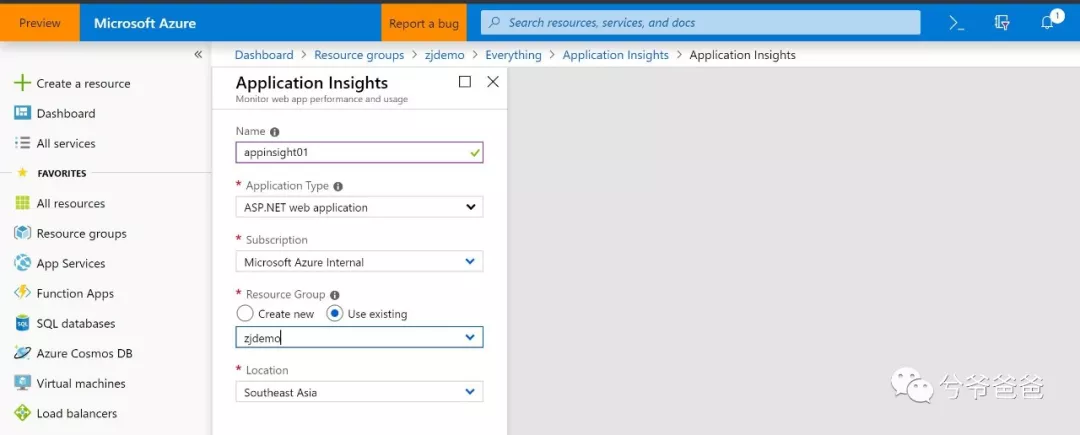 Preview Microsoft Azure Report a bug Search resources, services, and docs 1
Dashboard > Resource groups > zjdemo > Everything > Application Insights > Application Insights
Create a resource
Dashboard
All services
FAVORITES
All resources
Resource groups
App Services
Function Apps
SQL databases
Azure Cosmos DB
Virtual machines
Load balancers
Application Insights
Monitor web app performance and usage
Name
appinsight01
* Application Type
ASP.NET web application
* Subscription
Microsoft Azure Internal
* Resource Group
Create new Use existing
zjdemo
* Location
Southeast Asia
兮爷爸爸